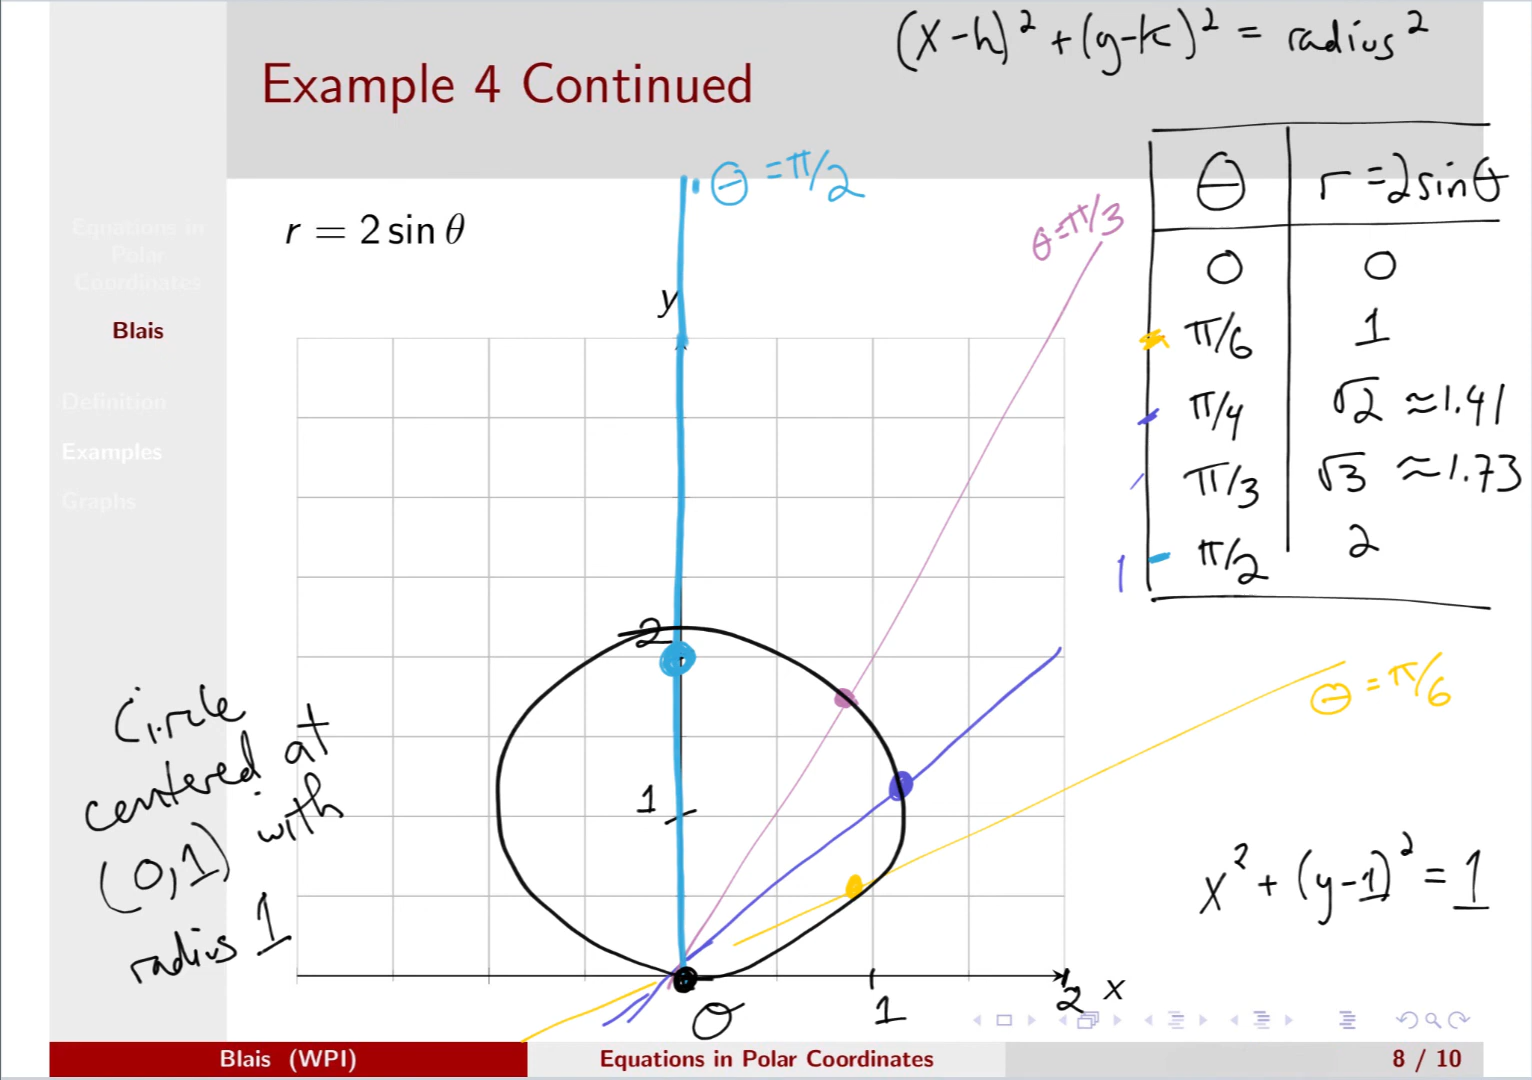 (x-h)² + (y-k)² = radius²
Example 4 Continued
θ = π/2
θ=π/3
r = 2 sin θ
θ r = 2sinθ
0 0
π/6 1
π/4 √2 ≈1.41
π/3 √3 ≈1.73
π/2 2
Equations in
Polar
Coordinates
Blais
Definition
Examples
Graphs
y
2
1
θ = π/6
Circle
centered at
(0,1) with
radius 1
x² + (y-1)² = 1
0 1 2 x
Blais (WPI) Equations in Polar Coordinates 8 / 10